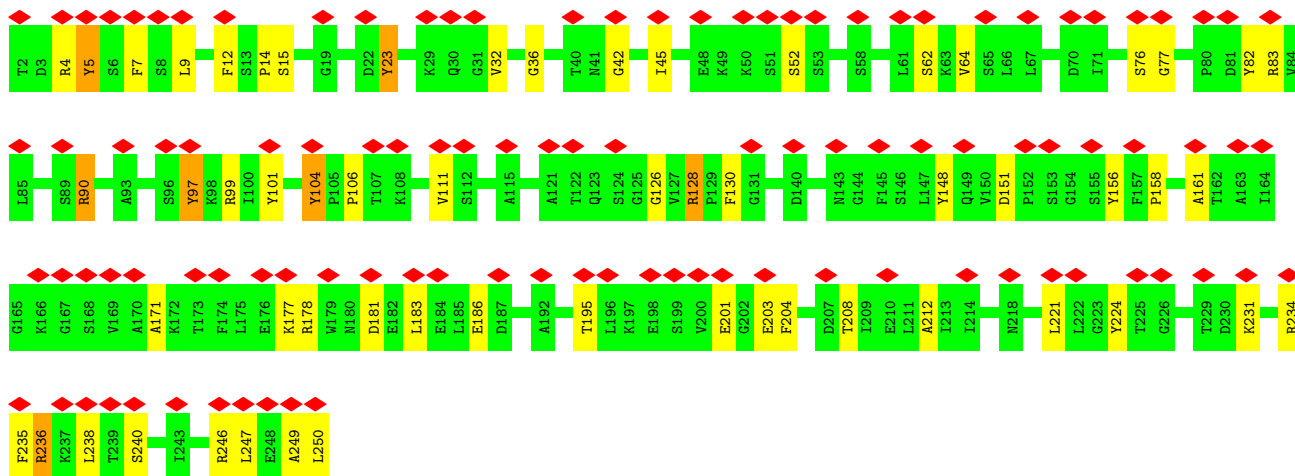 T2 D3 R4 Y5 S6 F7 S8 L9 F12 S13 P14 S15 G19 D22 Y23 K29 Q30 G31 V32 G36 T40 N41 G42 I45 E48 K49 K50 S51 S52 S53 S58 L61 S62 K63 V64 S65 L66 L67 D70 I71 S76 G77 P80 D81 Y82 R83 V84
L85 S89 R90 A93 S96 Y97 K98 R99 I100 Y101 Y104 P105 P106 T107 K108 V111 S112 A115 A121 T122 Q123 S124 G125 G126 V127 R128 P129 F130 G131 D140 N143 G144 F145 S146 L147 Y148 Q149 V150 D151 P152 S153 G154 S155 Y156 F157 P158 A161 T162 A163 I164
G165 K166 G167 S168 V169 A170 A171 K172 T173 F174 L175 E176 K177 R178 W179 N180 D181 E182 L183 E184 L185 E186 D187 A192 T195 L196 K197 E198 S199 V200 E201 G202 E203 F204 D207 T208 I209 E210 L211 A212 I213 I214 N218 L221 L222 G223 Y224 T225 G226 T229 D230 K231 R234
F235 R236 K237 L238 T239 S240 I243 R246 L247 E248 A249 L250